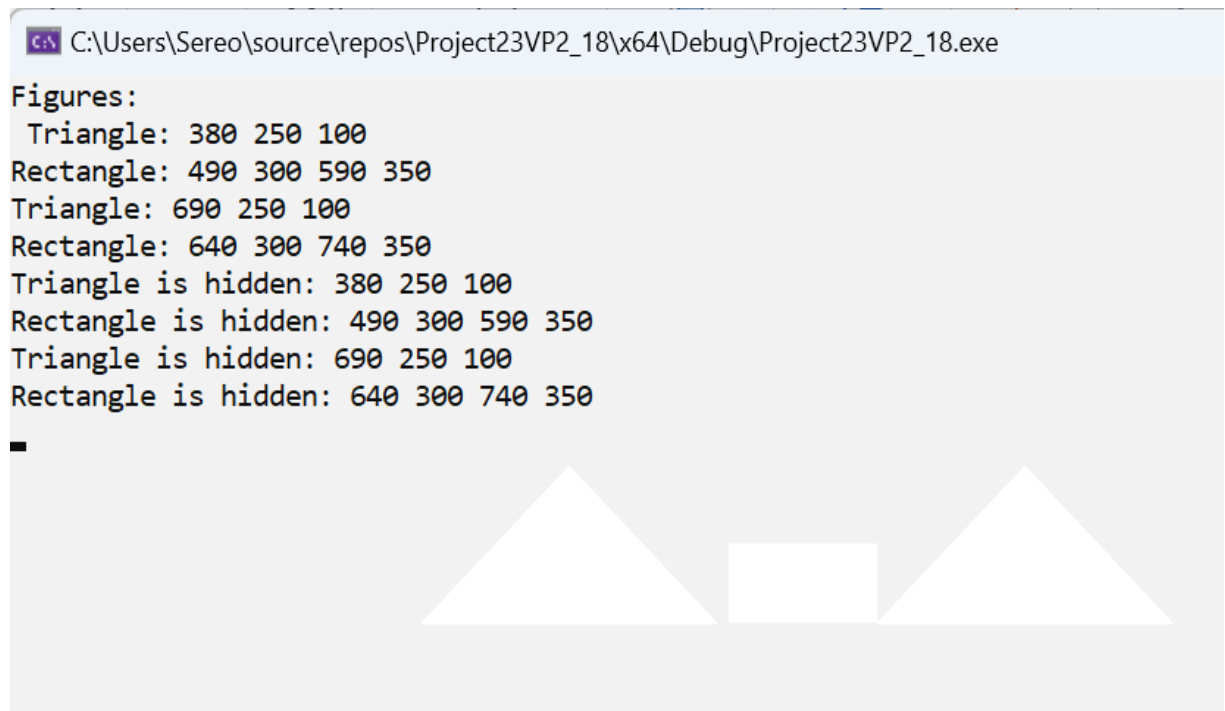 C:\Users\Sereo\source\repos\Project23VP2_18\x64\Debug\Project23VP2_18.exe
Figures:
 Triangle: 380 250 100
Rectangle: 490 300 590 350
Triangle: 690 250 100
Rectangle: 640 300 740 350
Triangle is hidden: 380 250 100
Rectangle is hidden: 490 300 590 350
Triangle is hidden: 690 250 100
Rectangle is hidden: 640 300 740 350